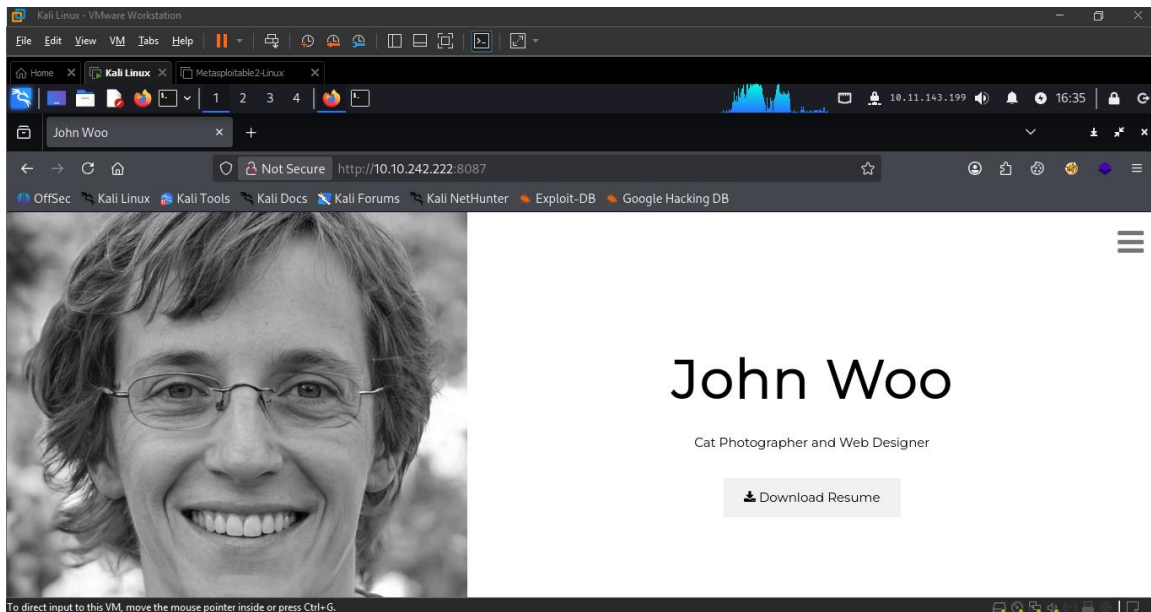 Kali Linux - VMware Workstation
File Edit View VM Tabs Help
Home Kali Linux Metasploitable2-Linux
1 2 3 4 10.11.143.199 16:35
John Woo
Not Secure http://10.10.242.222:8087
OffSec Kali Linux Kali Tools Kali Docs Kali Forums Kali NetHunter Exploit-DB Google Hacking DB
John Woo
Cat Photographer and Web Designer
Download Resume
To direct input to this VM, move the mouse pointer inside or press Ctrl+G.